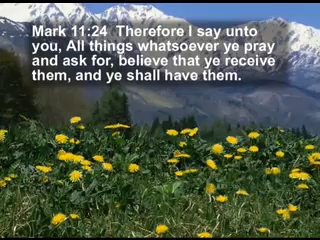 Mark 11:24  Therefore I say unto
you, All things whatsoever ye pray
and ask for, believe that ye receive
them, and ye shall have them.